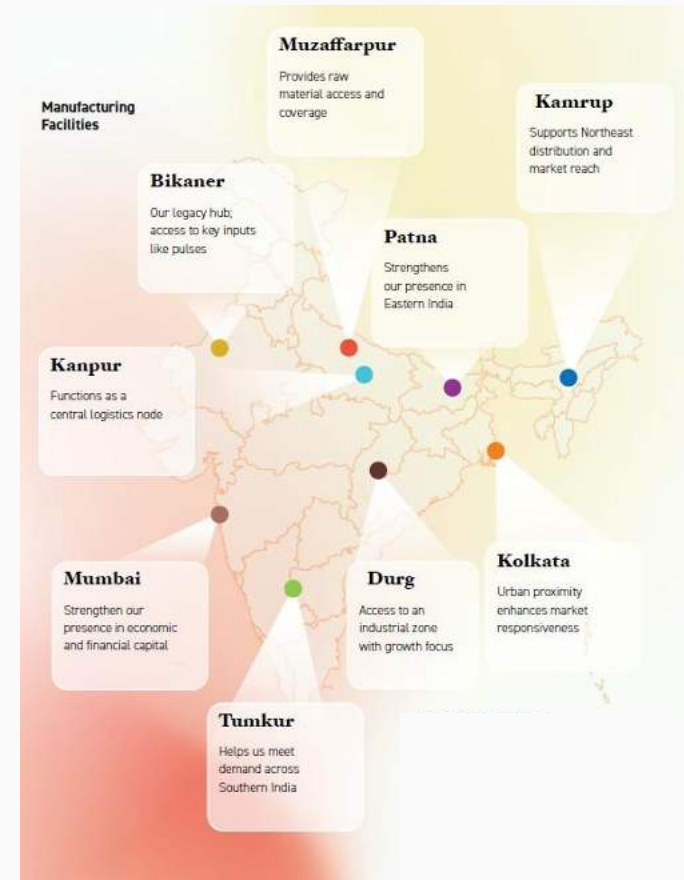 Muzaffarpur
Provides raw
material access and
coverage
Manufacturing
Facilities
Kamrup
Supports Northeast
distribution and
market reach
Bikaner
Our legacy hub;
access to key inputs
like pulses
Patna
Strengthens
our presence in
Eastern India
Kanpur
Functions as a
central logistics node
Mumbai
Strengthen our
presence in economic
and financial capital
Durg
Access to an
industrial zone
with growth focus
Kolkata
Urban proximity
enhances market
responsiveness
Tumkur
Helps us meet
demand across
Southern India